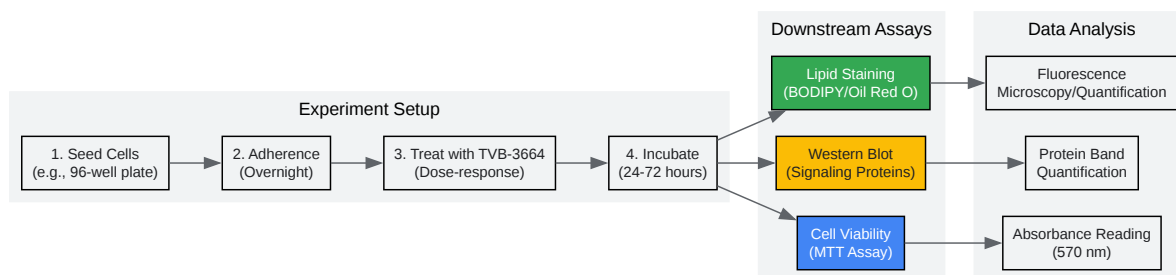 Experiment Setup
1. Seed Cells
(e.g., 96-well plate)
2. Adherence
(Overnight)
3. Treat with TVB-3664
(Dose-response)
4. Incubate
(24-72 hours)
Downstream Assays
Lipid Staining
(BODIPY/Oil Red O)
Western Blot
(Signaling Proteins)
Cell Viability
(MTT Assay)
Data Analysis
Fluorescence
Microscopy/Quantification
Protein Band
Quantification
Absorbance Reading
(570 nm)